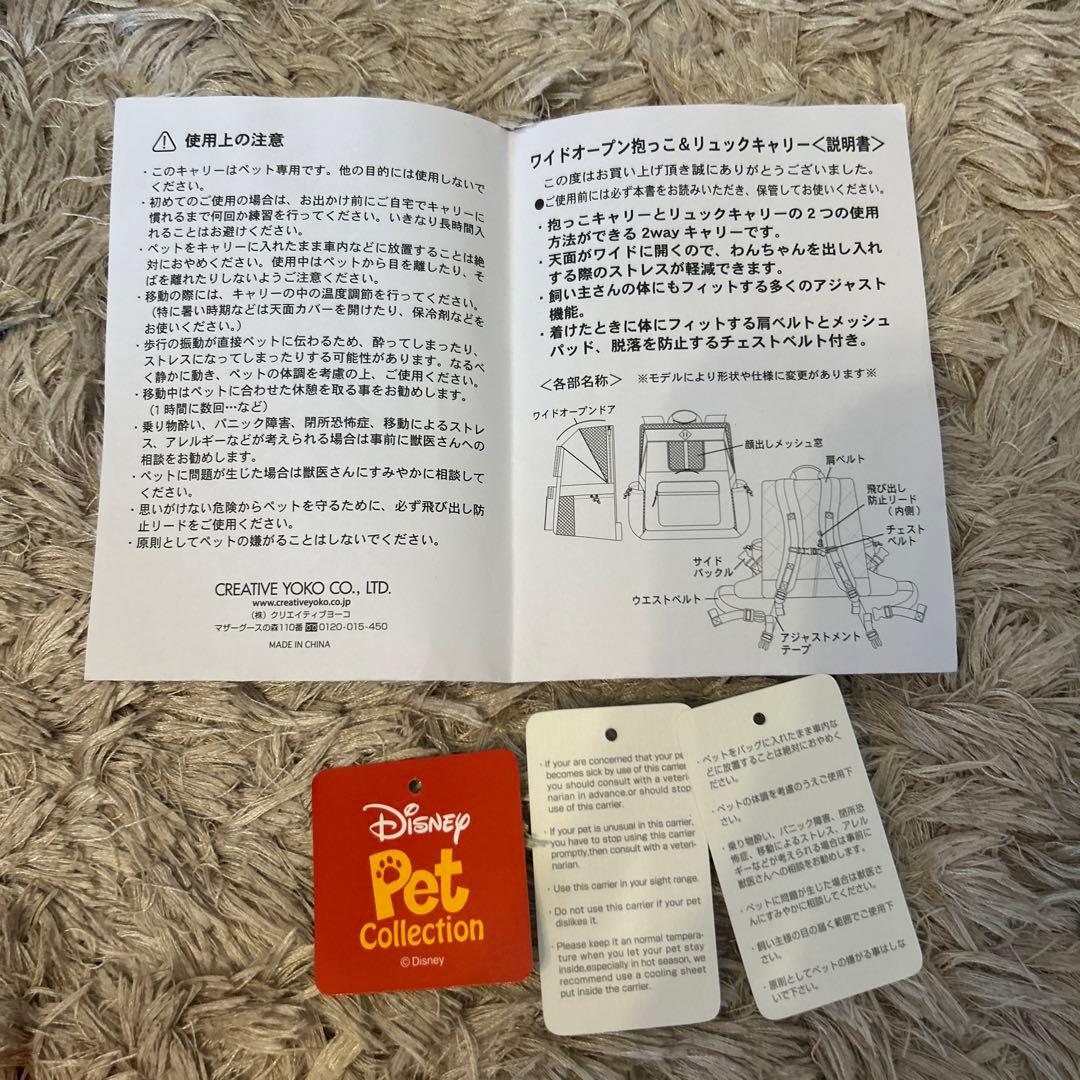 ⚠ 使用上の注意
・このキャリーはペット専用です。他の目的には使用しないで
ください。
・初めてのご使用の場合は、お出かけ前にご自宅でキャリーに
慣れるまで何回か練習を行ってください。いきなり長時間入
れることはお避けください。
・ペットをキャリーに入れたまま車内などに放置することは絶
対におやめください。使用中はペットから目を離したり、そ
ばを離れたりしないようご注意ください。
・移動の際には、キャリーの中の温度調節を行ってください。
（特に暑い時期などは天面カバーを開けたり、保冷剤などを
お使いください。）
・歩行の振動が直接ペットに伝わるため、酔ってしまったり、
ストレスになってしまったりする可能性があります。なるべ
く静かに動き、ペットの体調を考慮の上、ご使用ください。
・移動中はペットに合わせた休憩を取る事をお勧めします。
（1時間に数回…など）
・乗り物酔い、パニック障害、閉所恐怖症、移動によるストレ
ス、アレルギーなどが考えられる場合は事前に獣医さんへの
相談をお勧めします。
・ペットに問題が生じた場合は獣医さんにすみやかに相談して
ください。
・思いがけない危険からペットを守るために、必ず飛び出し防
止リードをご使用ください。
・原則としてペットの嫌がることはしないでください。
CREATIVE YOKO CO., LTD.
www.creativeyoko.co.jp
（株）クリエイティブヨーコ
マザーグースの森110番 0120-015-450
MADE IN CHINA
ワイドオープン抱っこ＆リュックキャリー＜説明書＞
この度はお買い上げ頂き誠にありがとうございました。
●ご使用前には必ず本書をお読みいただき、保管してお使いください。
・抱っこキャリーとリュックキャリーの2つの使用
方法ができる 2way キャリーです。
・天面がワイドに開くので、わんちゃんを出し入れ
する際のストレスが軽減できます。
・飼い主さんの体にもフィットする多くのアジャスト
機能。
・着けたときに体にフィットする肩ベルトとメッシュ
パッド、脱落を防止するチェストベルト付き。
＜各部名称＞ ※モデルにより形状や仕様に変更があります※
ワイドオープンドア
顔出しメッシュ窓
肩ベルト
飛び出し
防止リード
（内側）
チェスト
ベルト
サイド
バックル
ウエストベルト
アジャストメント
テープ
Disney
Pet
Collection
©Disney
・If your are concerned that your pe
becomes sick by use of this carrier
you should consult with a veteri-
narian in advance,or should stop
use of this carrier.
・If your pet is unusual in this carrier,
you have to stop using this carrier
promptly,then consult with a veteri-
narian.
・Use this carrier in your sight range.
・Do not use this carrier if your pet
dislikes it.
・Please keep it an normal tempera-
ture when you let your pet stay
inside,especially in hot season, we
recommend use a cooling sheet
put inside the carrier.
・ペットをバッグに入れたまま車内な
どに放置することは絶対におやめく
ださい。
・ペットの体調を考慮のうえご使用下
さい。
・乗り物酔い、パニック障害、閉所恐
怖症、移動によるストレス、アレル
ギーなどが考えられる場合は事前に
獣医さんへの相談をお勧めします。
・ペットに問題が生じた場合は獣医さ
んにすみやかに相談してください。
・飼い主様の目の届く範囲でご使用下
さい。
・原則としてペットの嫌がる事はしな
いで下さい。